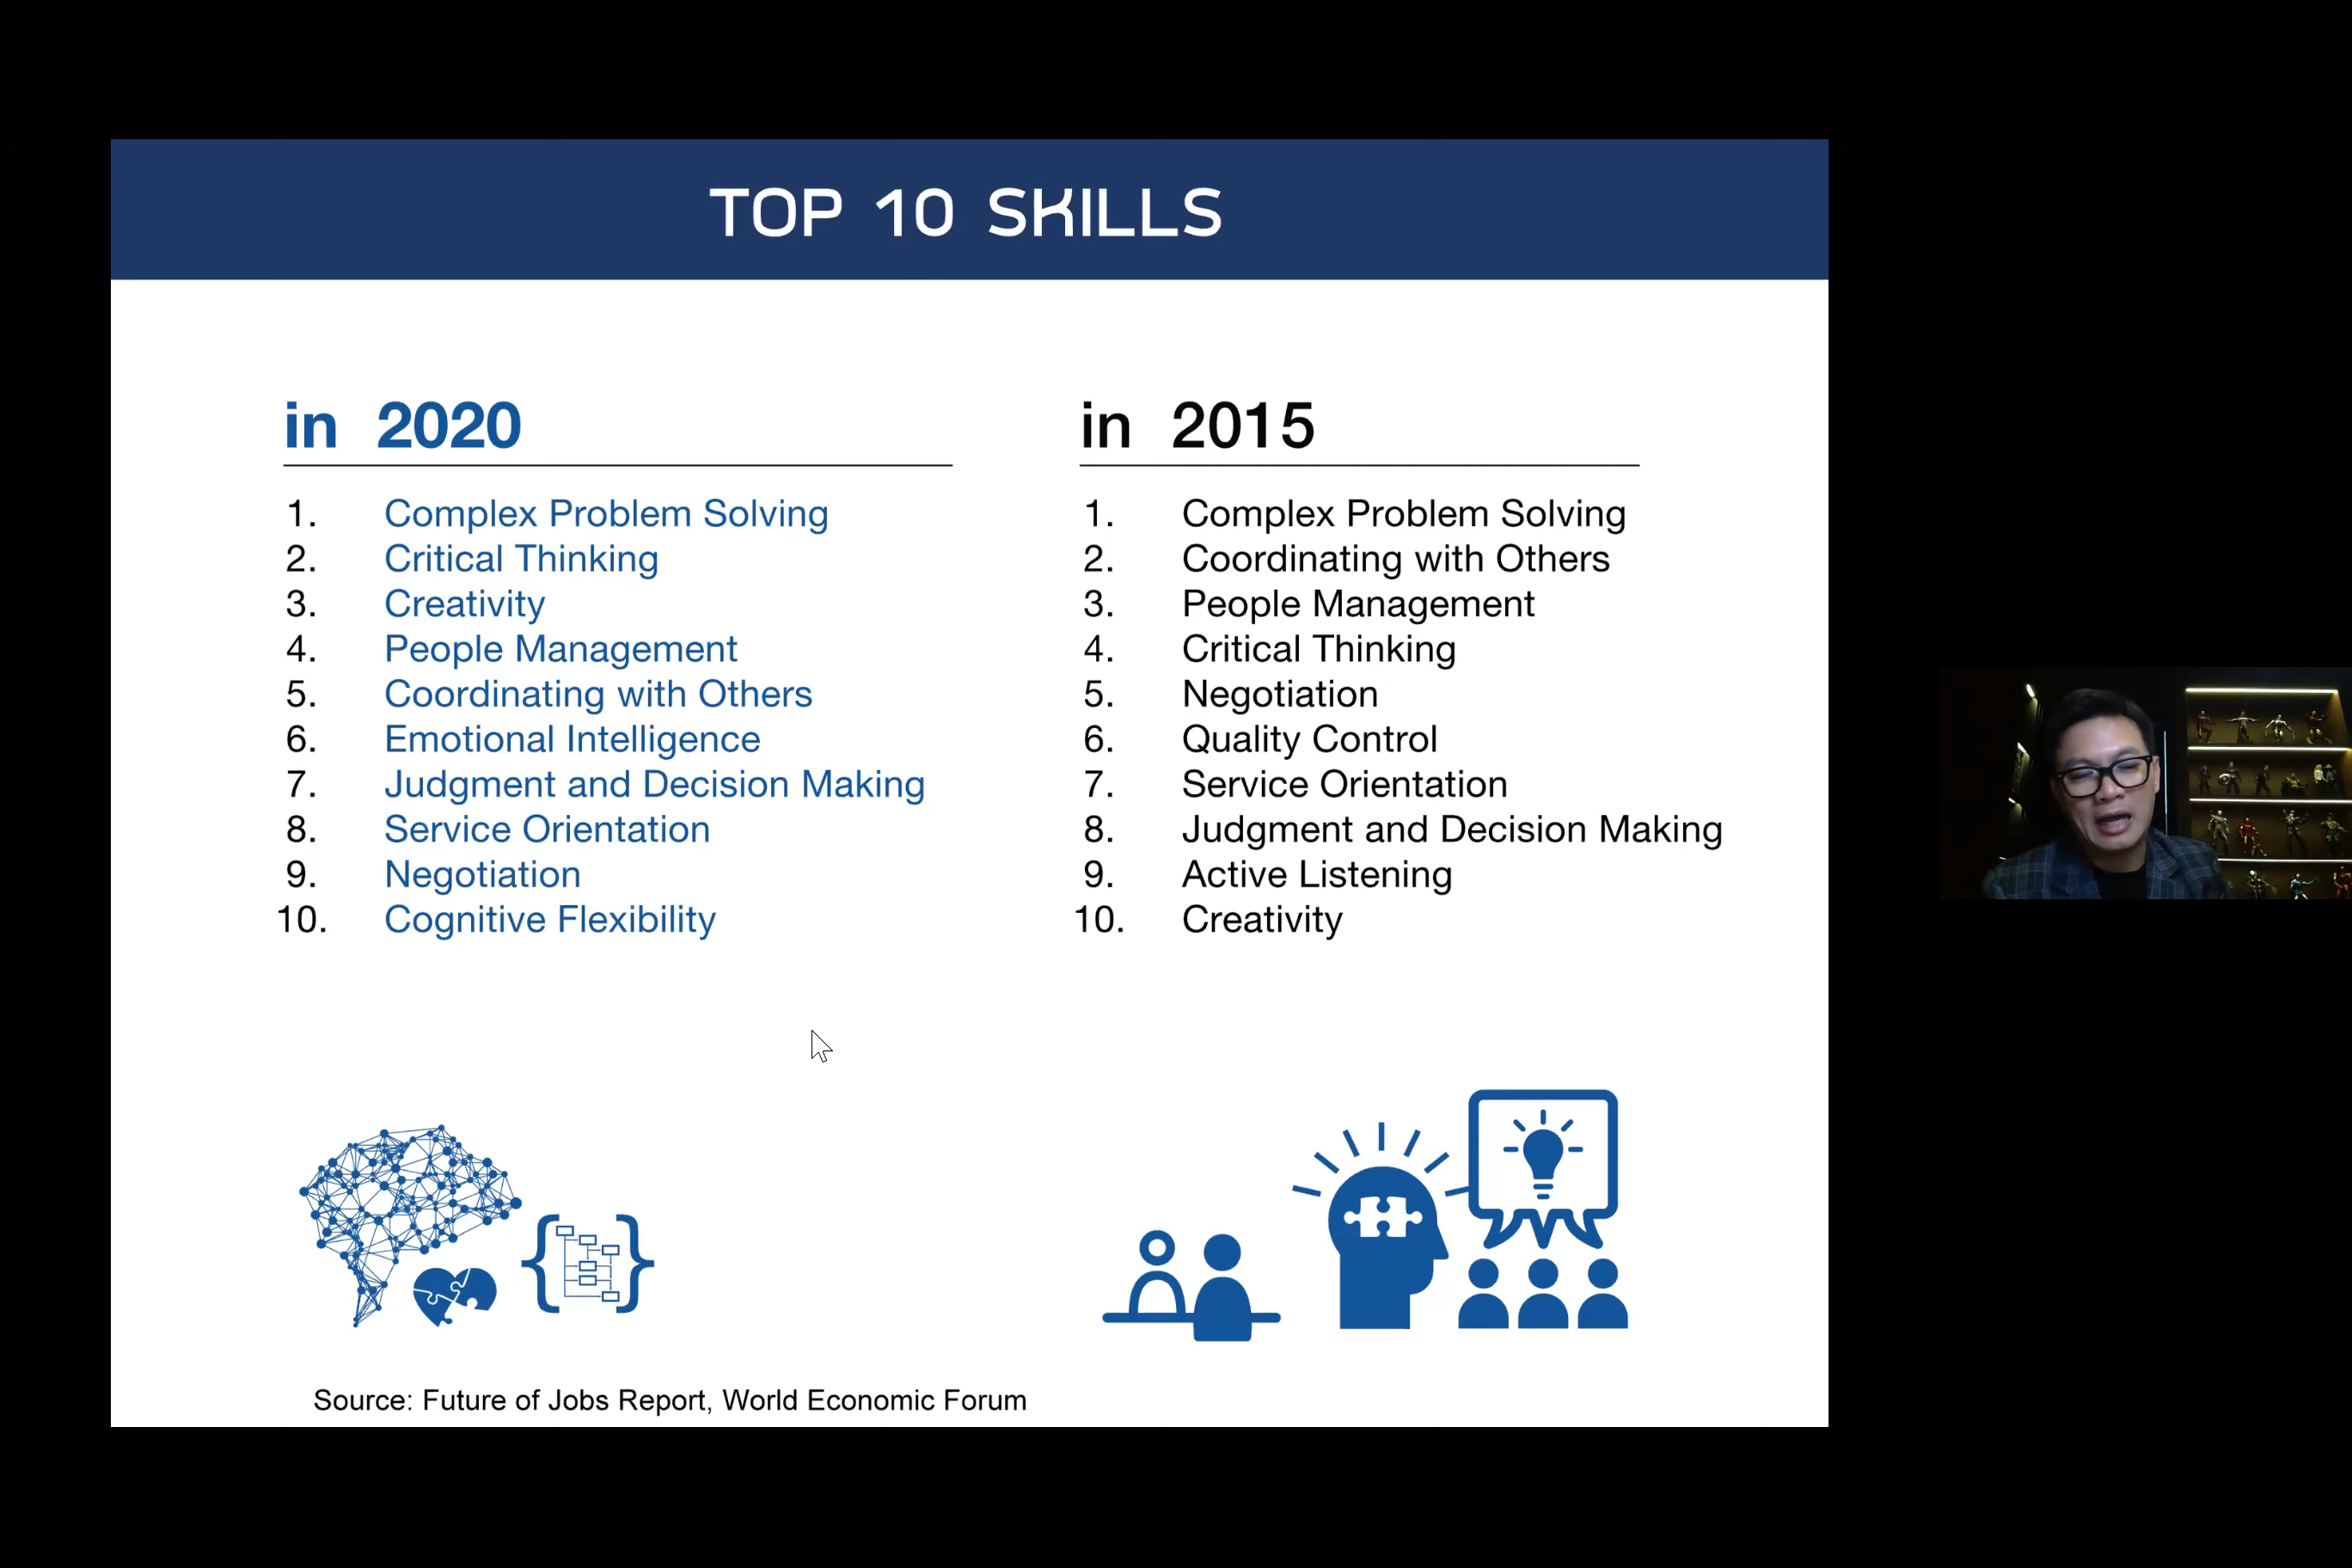 TOP 10 SKILLS
in 2020
1. Complex Problem Solving
2. Critical Thinking
3. Creativity
4. People Management
5. Coordinating with Others
6. Emotional Intelligence
7. Judgment and Decision Making
8. Service Orientation
9. Negotiation
10. Cognitive Flexibility
in 2015
1. Complex Problem Solving
2. Coordinating with Others
3. People Management
4. Critical Thinking
5. Negotiation
6. Quality Control
7. Service Orientation
8. Judgment and Decision Making
9. Active Listening
10. Creativity
Source: Future of Jobs Report, World Economic Forum